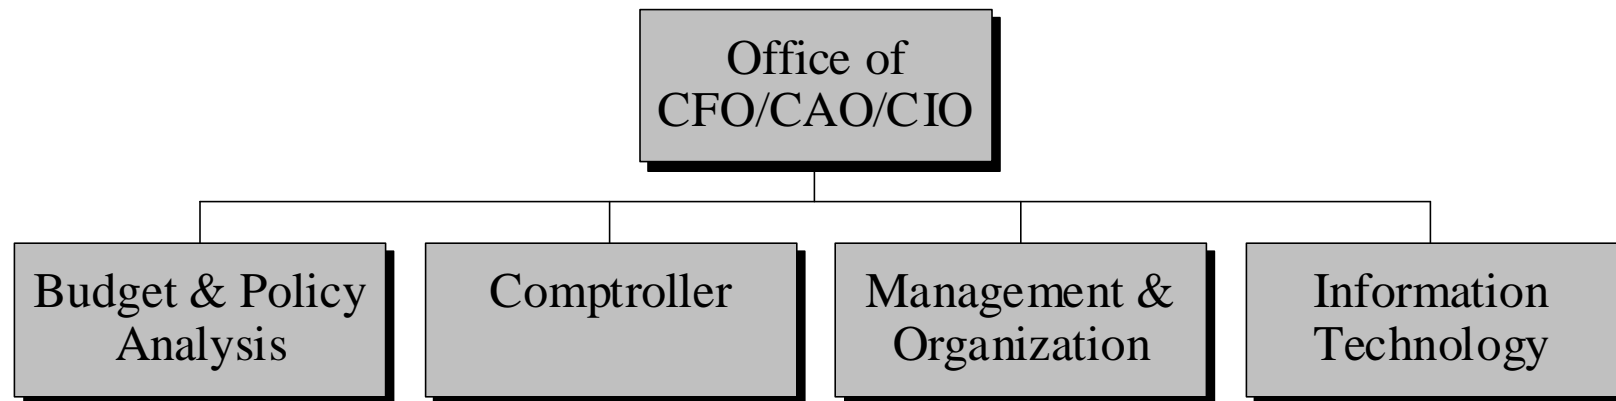 Office of
CFO/CAO/CIO
Budget & Policy
Analysis
Comptroller
Management &
Organization
Information
Technology